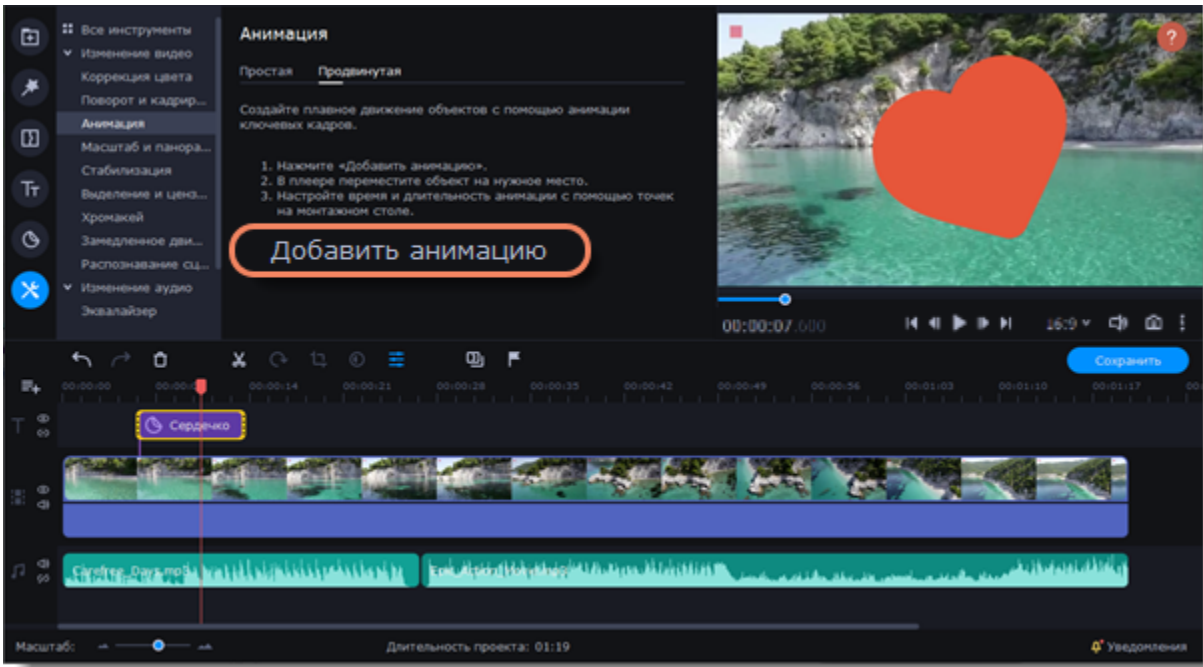 Все инструменты
Изменение видео
Коррекция цвета
Поворот и кадрир...
Анимация
Масштаб и панора...
Стабилизация
Выделение и ценз...
Хромакей
Замедленное дви...
Распознавание сц...
Изменение аудио
Эквалайзер
Анимация
Простая Продвинутая
Создайте плавное движение объектов с помощью анимации
ключевых кадров.
1. Нажмите «Добавить анимацию».
2. В плеере переместите объект на нужное место.
3. Настройте время и длительность анимации с помощью точек
на монтажном столе.
Добавить анимацию
?
00:00:07.600
16:9
Сохранить
00:00:00 00:00:14 00:00:21 00:00:28 00:00:35 00:00:42 00:00:49 00:00:56 00:01:03 00:01:10 00:01:17
Сердечко
Carefree_Days.mp3
Масштаб:
Длительность проекта: 01:19
Уведомления